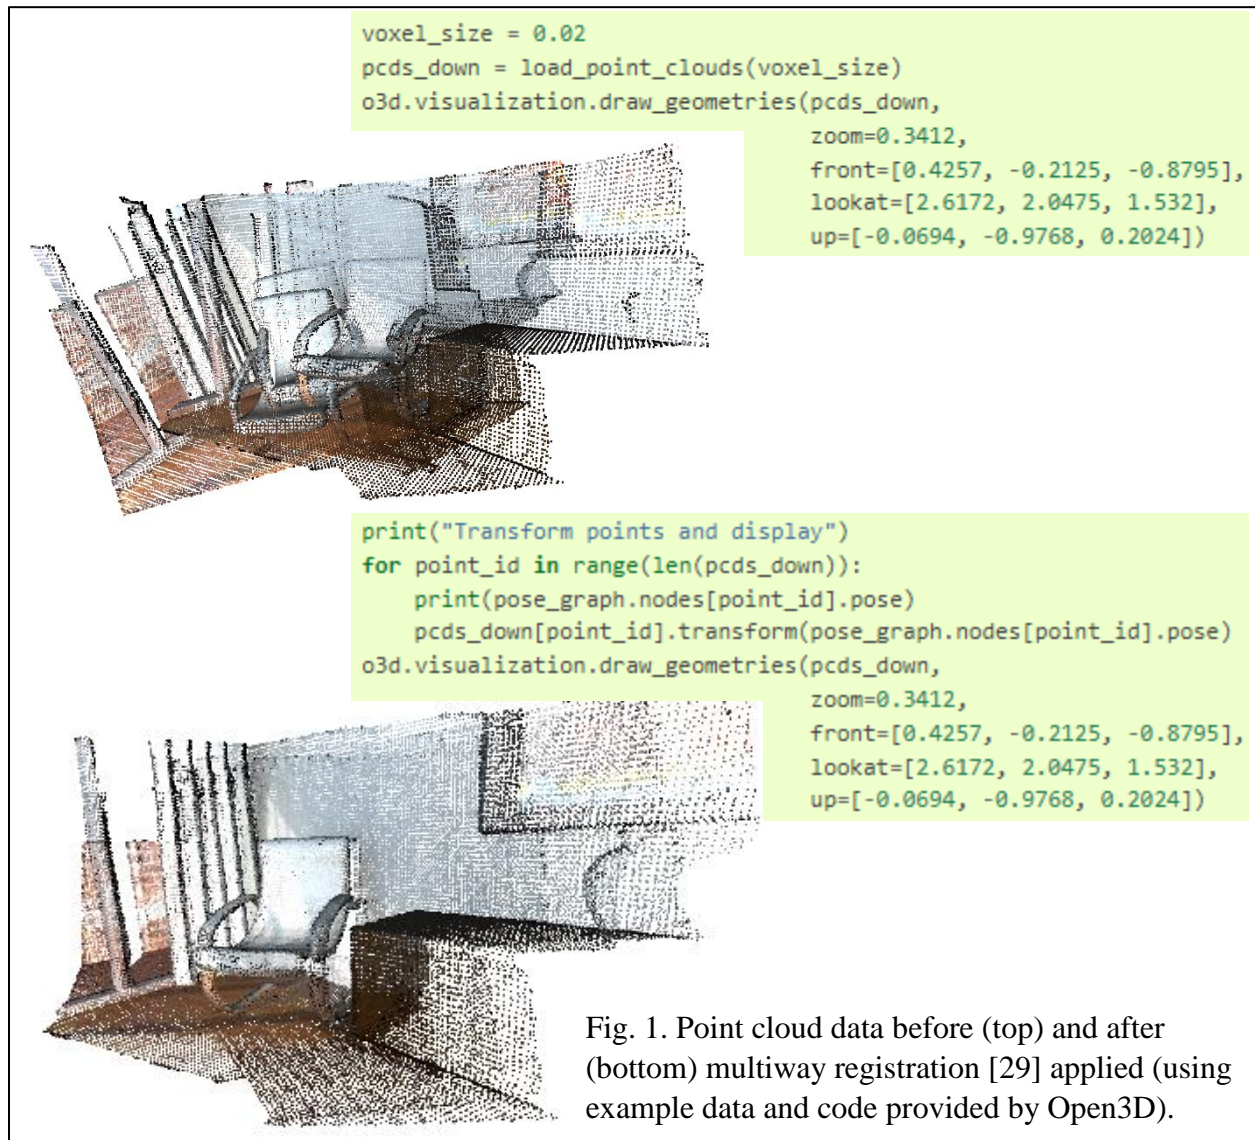 voxel_size = 0.02
pcds_down = load_point_clouds(voxel_size)
o3d.visualization.draw_geometries(pcds_down,
zoom=0.3412,
front=[0.4257, -0.2125, -0.8795],
lookat=[2.6172, 2.0475, 1.532],
up=[-0.0694, -0.9768, 0.2024])
print("Transform points and display")
for point_id in range(len(pcds_down)):
    print(pose_graph.nodes[point_id].pose)
    pcds_down[point_id].transform(pose_graph.nodes[point_id].pose)
o3d.visualization.draw_geometries(pcds_down,
zoom=0.3412,
front=[0.4257, -0.2125, -0.8795],
lookat=[2.6172, 2.0475, 1.532],
up=[-0.0694, -0.9768, 0.2024])
Fig. 1. Point cloud data before (top) and after
(bottom) multiway registration [29] applied (using
example data and code provided by Open3D).